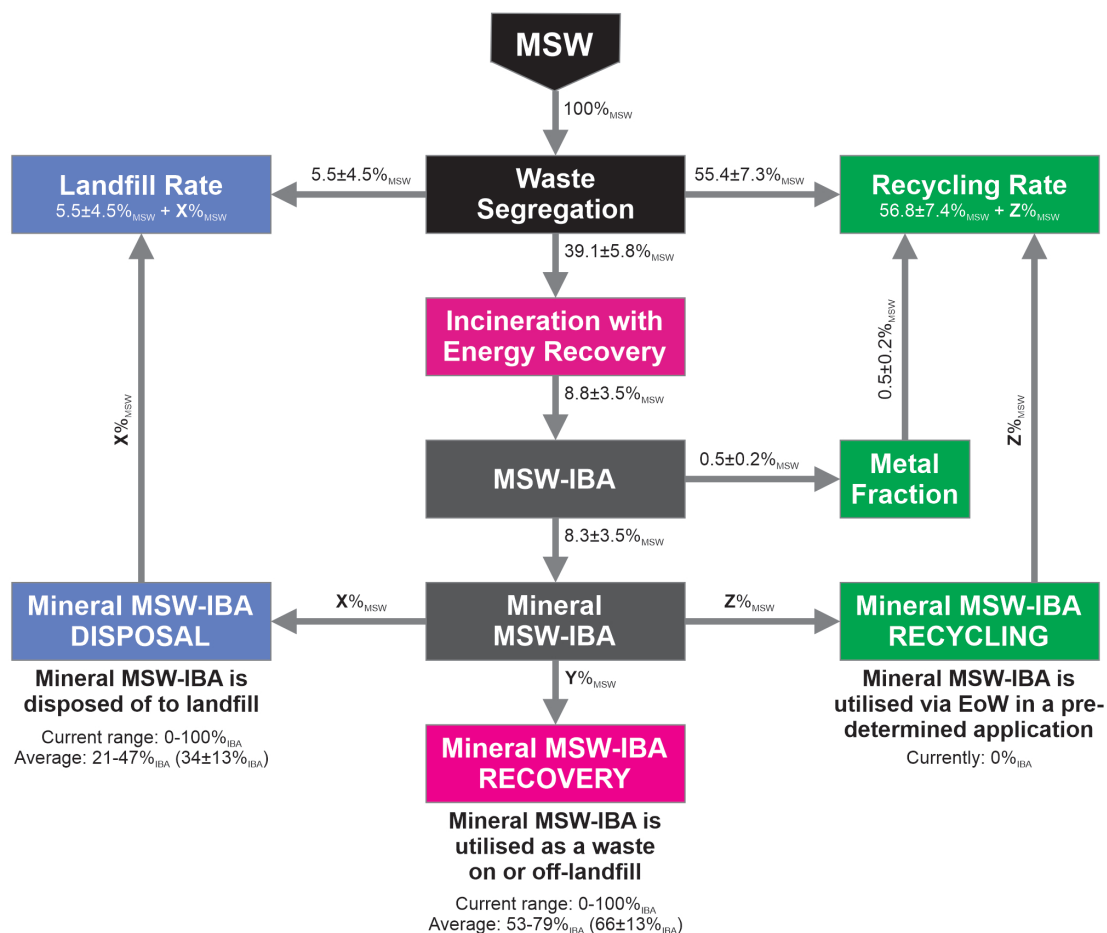 MSW
100%MSW
Landfill Rate
5.5±4.5%MSW + X%MSW
5.5±4.5%MSW
Waste
Segregation
55.4±7.3%MSW
Recycling Rate
56.8±7.4%MSW + Z%MSW
39.1±5.8%MSW
Incineration with
Energy Recovery
8.8±3.5%MSW
0.5±0.2%MSW
X%MSW
Z%MSW
MSW-IBA
0.5±0.2%MSW
Metal
Fraction
8.3±3.5%MSW
Mineral MSW-IBA
DISPOSAL
X%MSW
Mineral
MSW-IBA
Z%MSW
Mineral MSW-IBA
RECYCLING
Mineral MSW-IBA is
disposed of to landfill
Current range: 0-100%IBA
Average: 21-47%IBA (34±13%IBA)
Y%MSW
Mineral MSW-IBA is
utilised via EoW in a pre-
determined application
Currently: 0%IBA
Mineral MSW-IBA
RECOVERY
Mineral MSW-IBA is
utilised as a waste
on or off-landfill
Current range: 0-100%IBA
Average: 53-79%IBA (66±13%IBA)